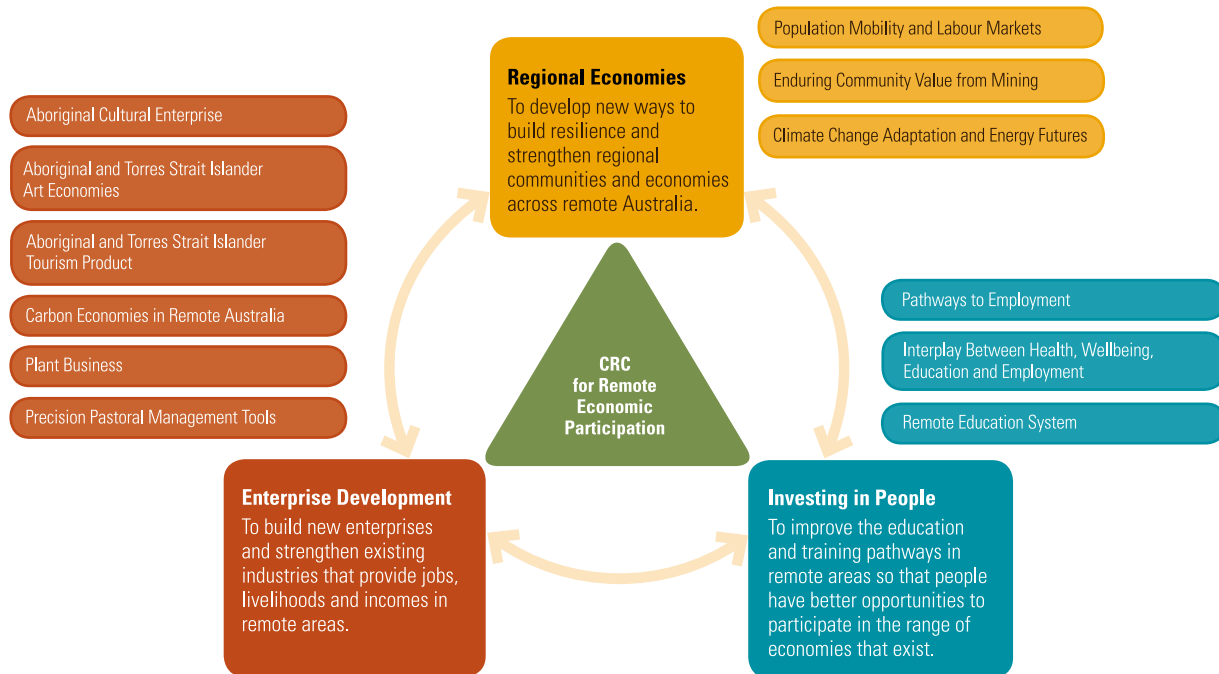 Regional Economies
To develop new ways to
build resilience and
strengthen regional
communities and economies
across remote Australia.
Population Mobility and Labour Markets
Enduring Community Value from Mining
Climate Change Adaptation and Energy Futures
Aboriginal Cultural Enterprise
Aboriginal and Torres Strait Islander
Art Economies
Aboriginal and Torres Strait Islander
Tourism Product
Carbon Economies in Remote Australia
Plant Business
Precision Pastoral Management Tools
CRC
for Remote
Economic
Participation
Pathways to Employment
Interplay Between Health, Wellbeing,
Education and Employment
Remote Education System
Enterprise Development
To build new enterprises
and strengthen existing
industries that provide jobs,
livelihoods and incomes in
remote areas.
Investing in People
To improve the education
and training pathways in
remote areas so that people
have better opportunities to
participate in the range of
economies that exist.